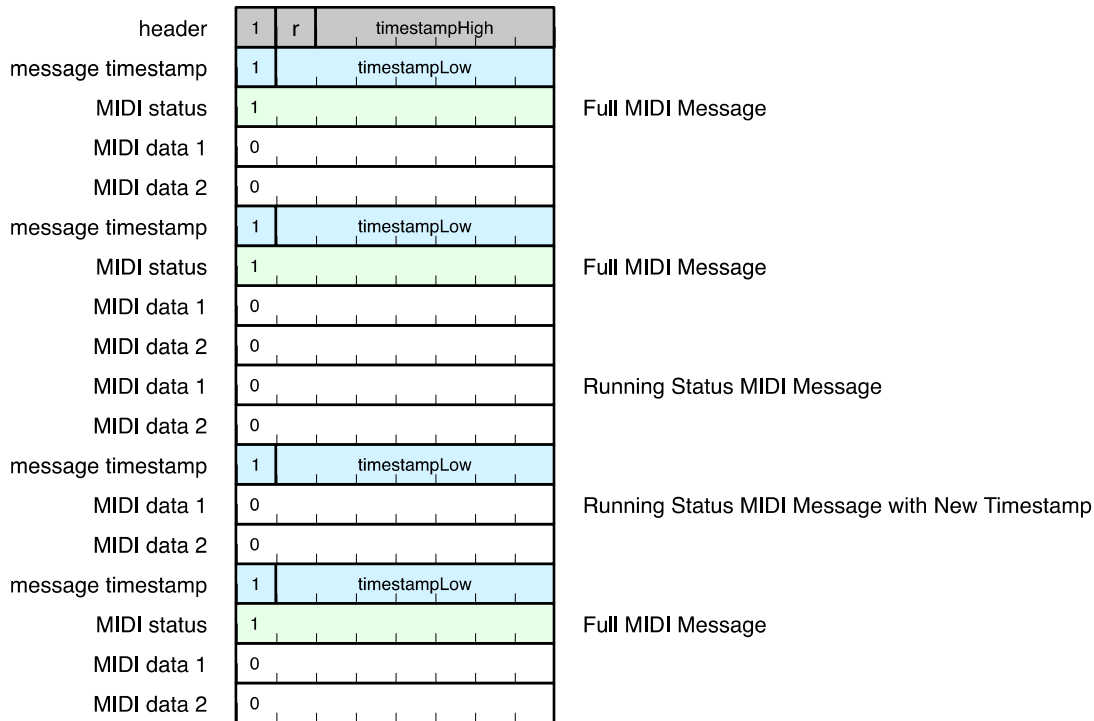 header 1 r timestampHigh
message timestamp 1 timestampLow
MIDI status 1 Full MIDI Message
MIDI data 1 0
MIDI data 2 0
message timestamp 1 timestampLow
MIDI status 1 Full MIDI Message
MIDI data 1 0
MIDI data 2 0
MIDI data 1 0 Running Status MIDI Message
MIDI data 2 0
message timestamp 1 timestampLow
MIDI data 1 0 Running Status MIDI Message with New Timestamp
MIDI data 2 0
message timestamp 1 timestampLow
MIDI status 1 Full MIDI Message
MIDI data 1 0
MIDI data 2 0